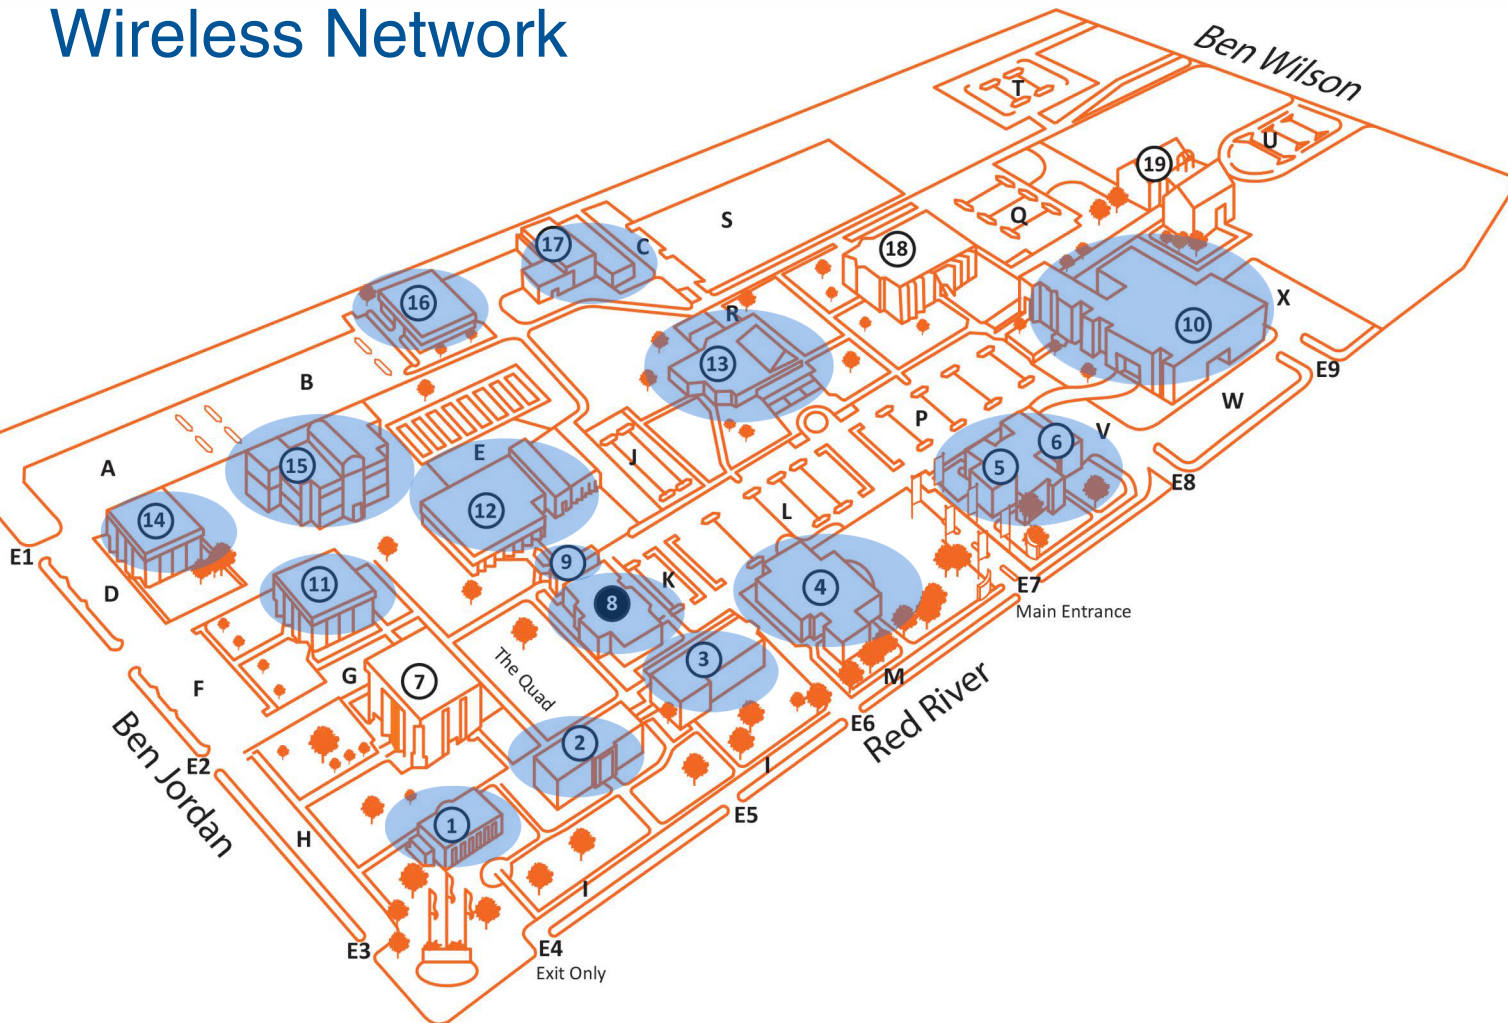 Wireless Network
Ben Wilson
T
U
19
Q
S
18
17
C
16
X
10
R
13
E9
B
W
P
V
6
5
E8
A
15
E
J
12
L
14
E1
9
K
4
E7
Main Entrance
D
11
8
3
The Quad
M
F
G
7
E6
Red River
2
I
Ben Jordan
E2
E5
1
H
I
E3
E4
Exit Only